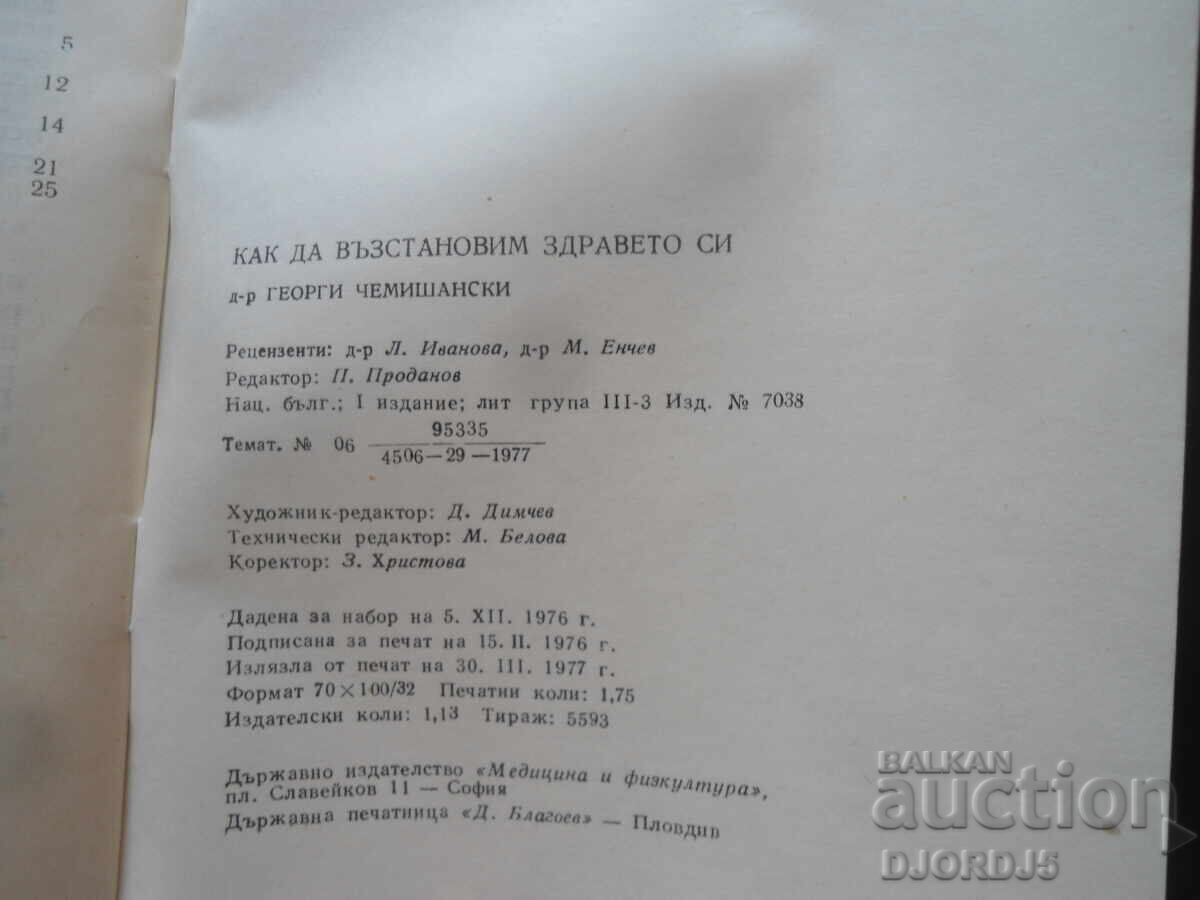 5
12
14
21
25
КАК ДА ВЪЗСТАНОВИМ ЗДРАВЕТО СИ
д-р ГЕОРГИ ЧЕМИШАНСКИ
Рецензенти: д-р Л. Иванова, д-р М. Енчев
Редактор: П. Проданов
Нац. бълг.; I издание; лит група III-3 Изд. № 7038
Темат. № 06 95335
4506—29—1977
Художник-редактор: Д. Димчев
Технически редактор: М. Белова
Коректор: З. Христова
Дадена за набор на 5. XII. 1976 г.
Подписана за печат на 15. II. 1976 г.
Излязла от печат на 30. III. 1977 г.
Формат 70×100/32 Печатни коли: 1,75
Издателски коли: 1,13 Тираж: 5593
Държавно издателство «Медицина и физкултура»,
пл. Славейков 11 — София
Държавна печатница «Д. Благоев» — Пловдив
BALKAN
auction
DJORDJ5